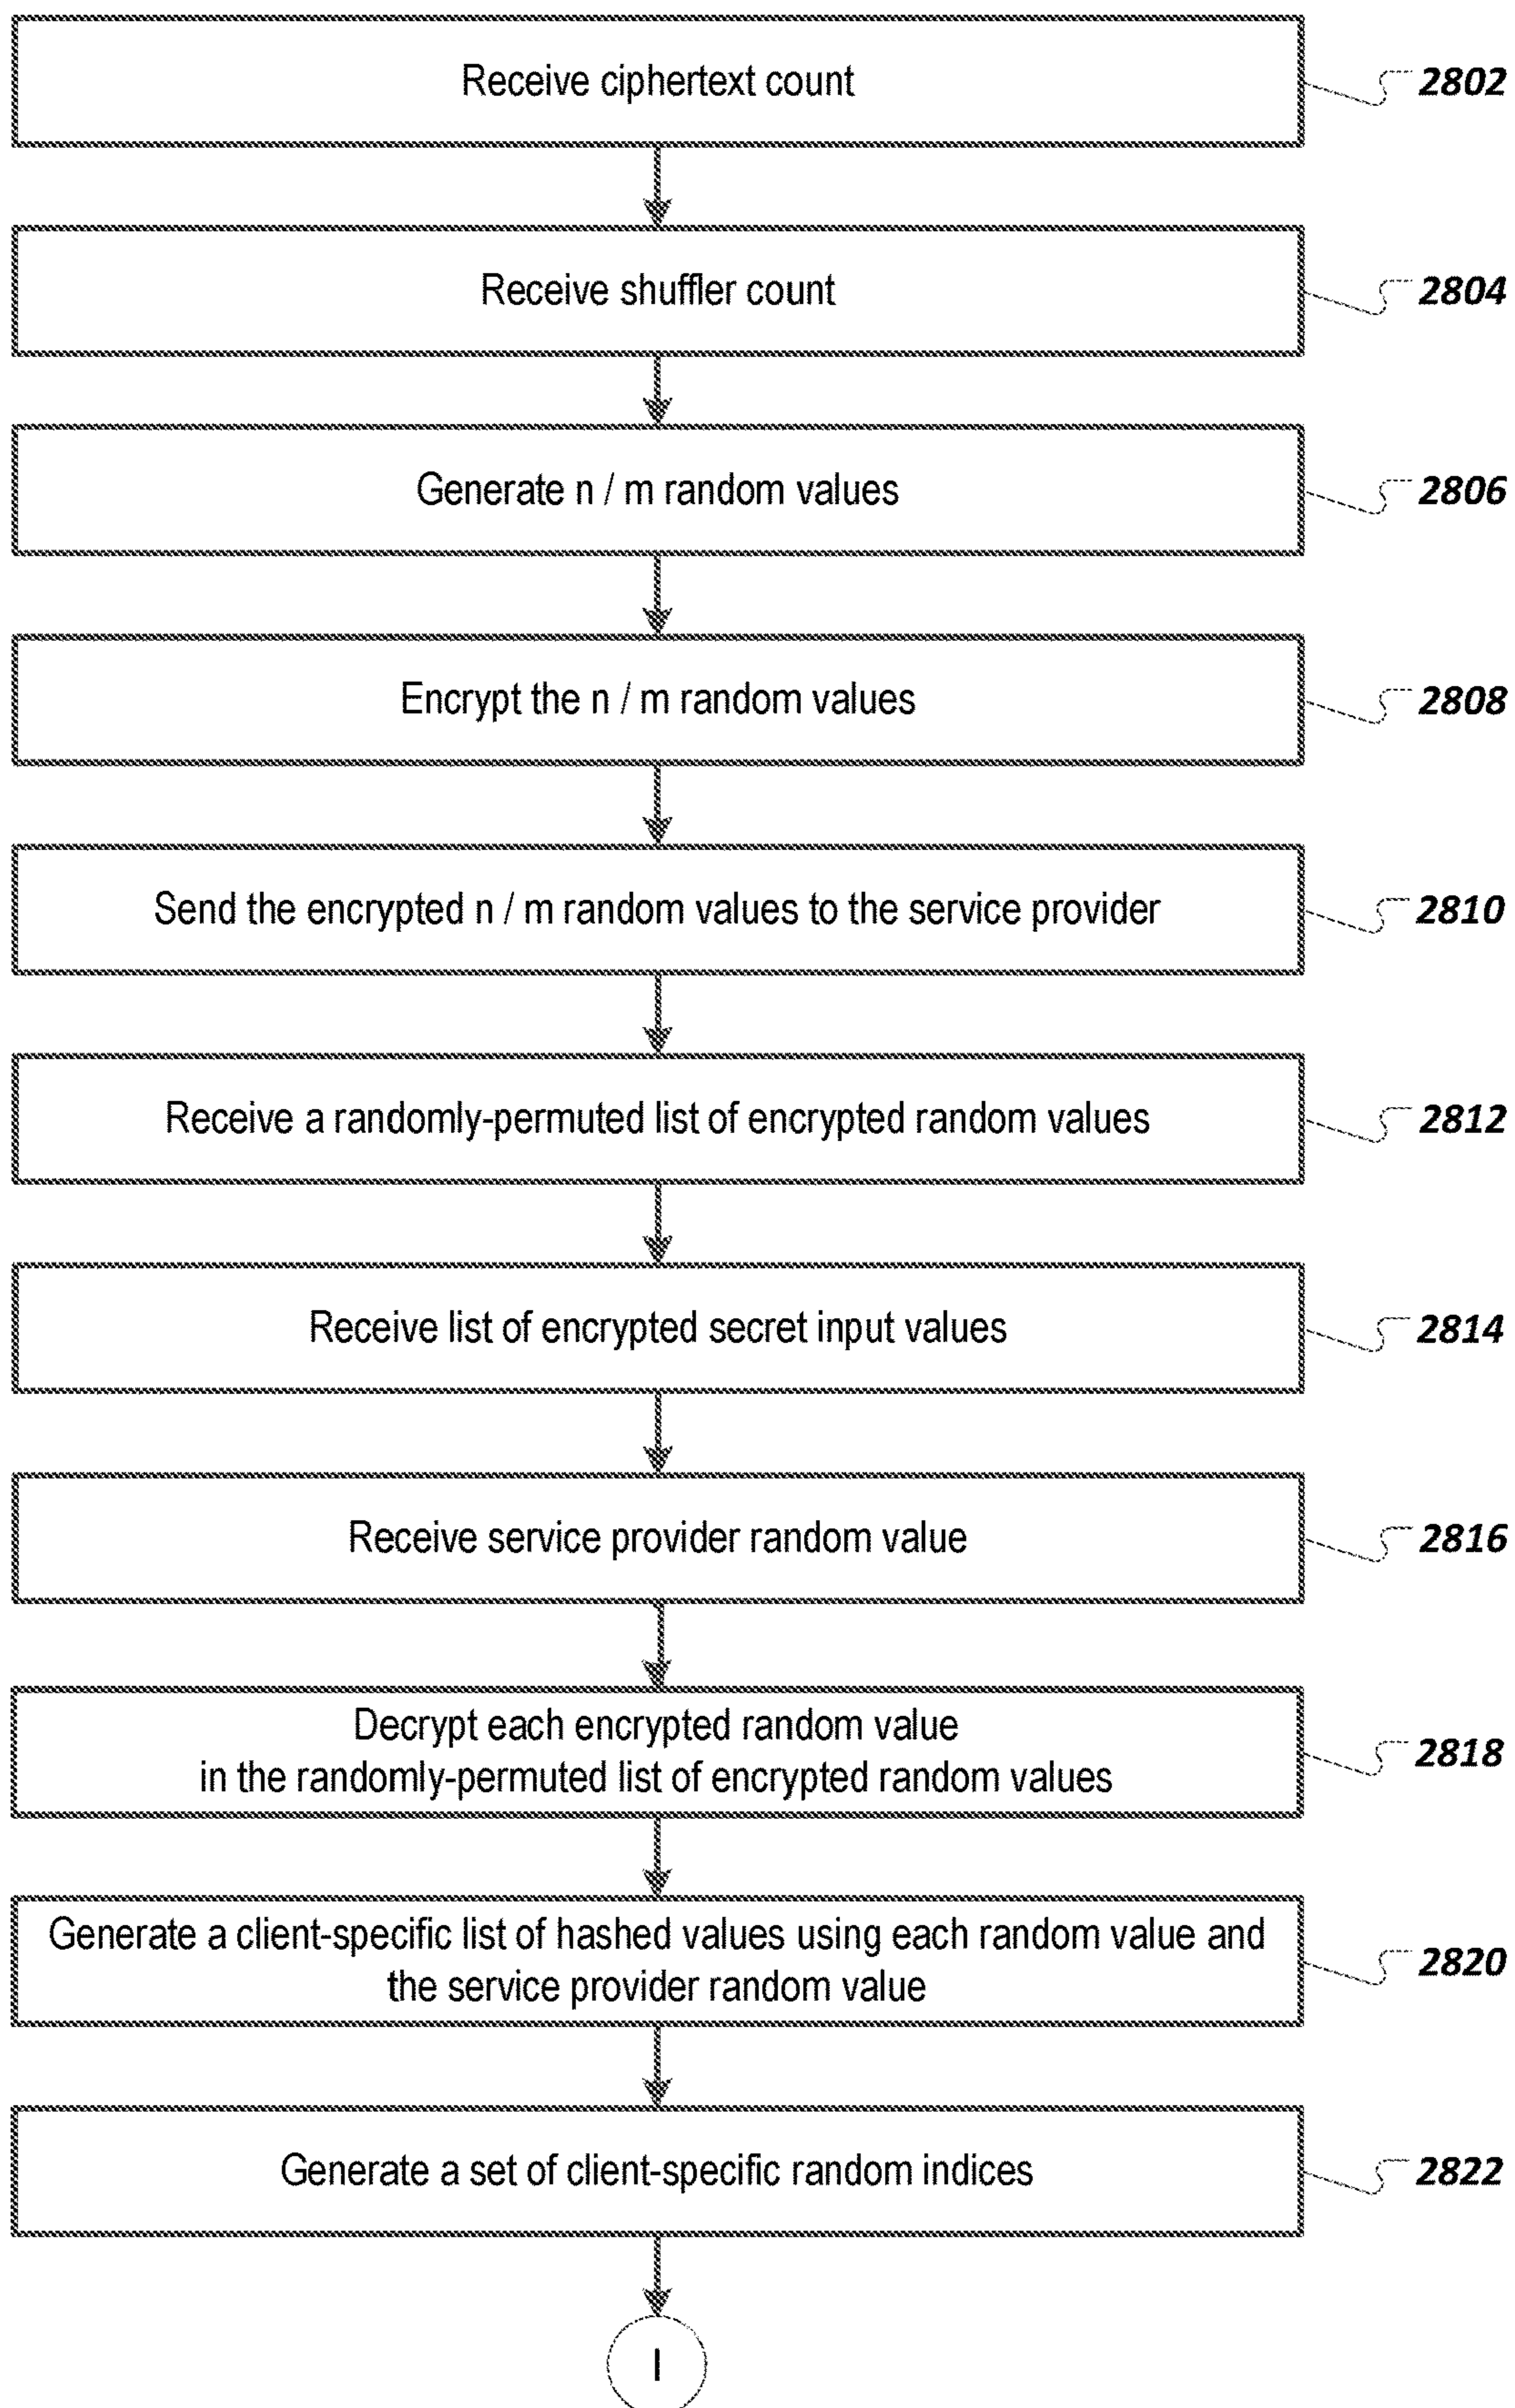 Receive ciphertext count
2802
Receive shuffler count
2804
Generate n / m random values
2806
Encrypt the n / m random values
2808
Send the encrypted n / m random values to the service provider
2810
Receive a randomly-permuted list of encrypted random values
2812
Receive list of encrypted secret input values
2814
Receive service provider random value
2816
Decrypt each encrypted random value
in the randomly-permuted list of encrypted random values
2818
Generate a client-specific list of hashed values using each random value and
the service provider random value
2820
Generate a set of client-specific random indices
2822
I